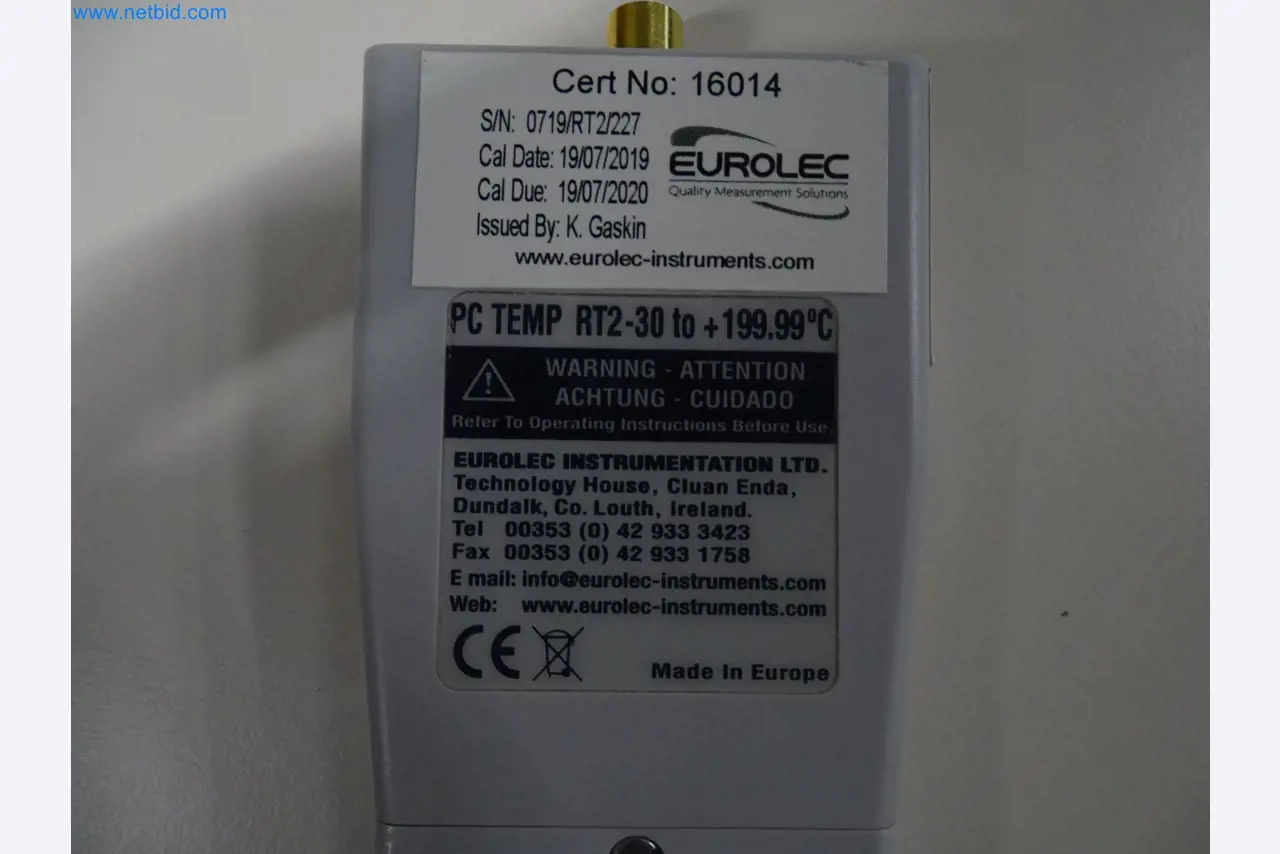 www.netbid.com
Cert No: 16014
S/N: 0719/RT2/227
Cal Date: 19/07/2019
Cal Due: 19/07/2020
Issued By: K. Gaskin
EUROLEC
Quality Measurement Solutions
www.eurolec-instruments.com
PC TEMP RT2-30 to +199.99ºC
WARNING - ATTENTION
ACHTUNG - CUIDADO
Refer To Operating Instructions Before Use.
EUROLEC INSTRUMENTATION LTD.
Technology House, Cluan Enda,
Dundalk, Co. Louth, Ireland.
Tel 00353 (0) 42 933 3423
Fax 00353 (0) 42 933 1758
E mail: info@eurolec-instruments.com
Web: www.eurolec-instruments.com
CE
Made In Europe